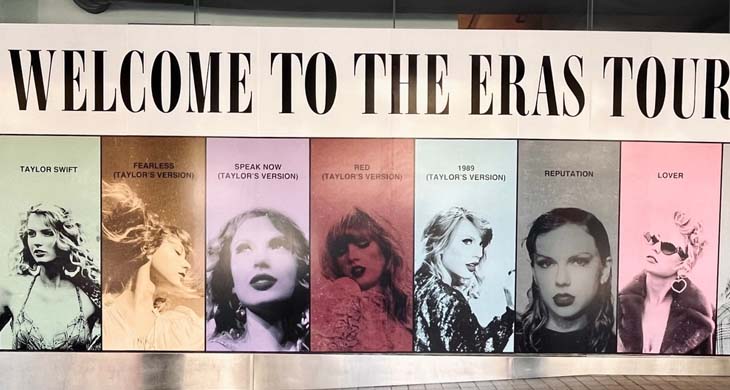 WELCOME TO THE ERAS TOUR
TAYLOR SWIFT
FEARLESS
(TAYLOR'S VERSION)
SPEAK NOW
(TAYLOR'S VERSION)
RED
(TAYLOR'S VERSION)
1989
(TAYLOR'S VERSION)
REPUTATION
LOVER